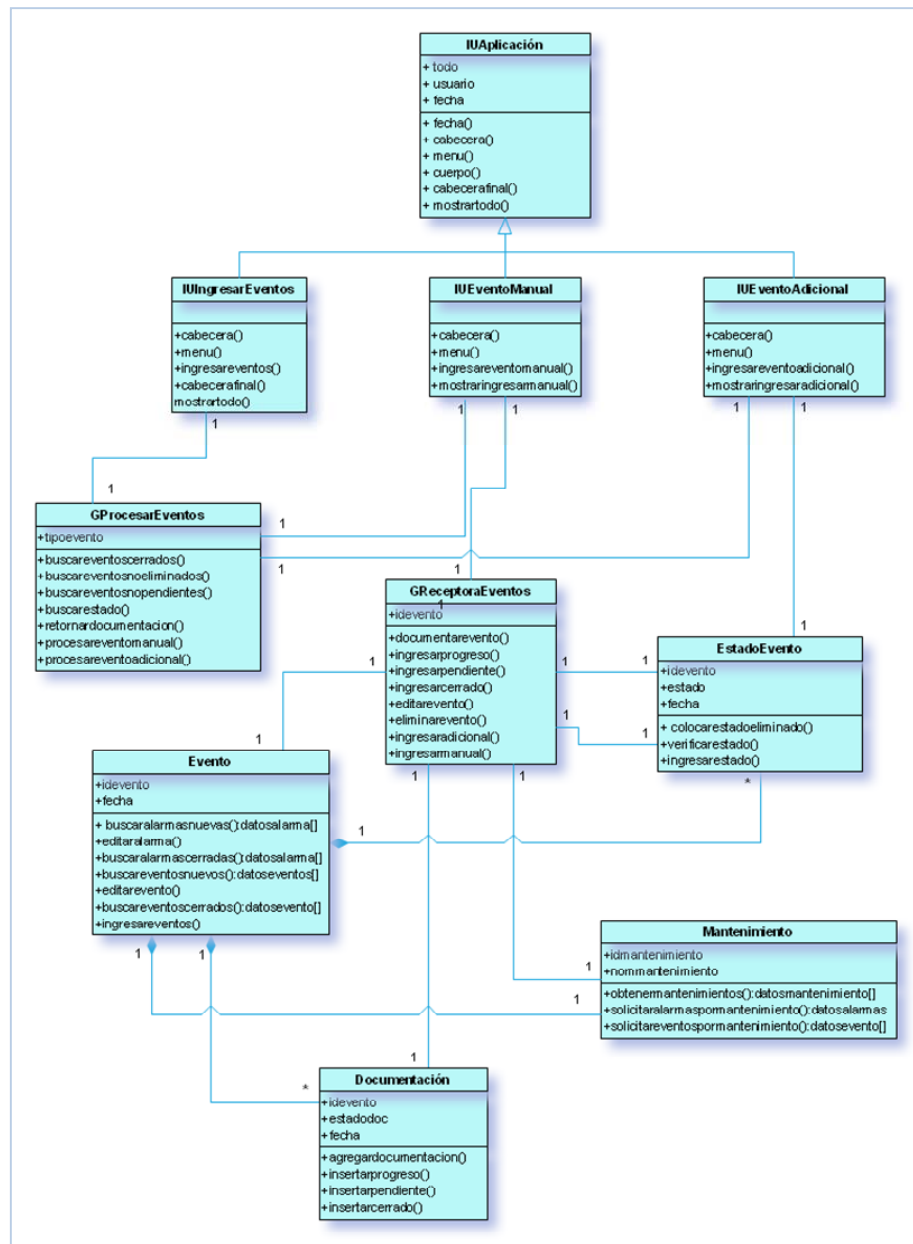 IUAplicación
+ todo
+ usuario
+ fecha
+ fecha()
+ cabecera()
+ menu()
+ cuerpo()
+ cabecerafinal()
+ mostrartodo()
IUIngresarEventos
+cabecera()
+menu()
+ingresareventos()
+cabecerafinal()
mostrartodo()
1
IUEventoManual
+cabecera()
+menu()
+ingresareventomanual()
+mostraringresarmanual()
1
1
IUEventoAdicional
+cabecera()
+menu()
+ingresareventoadicional()
+mostraringresaradicional()
1
1
1
GProcesarEventos
+tipoevento
+buscareventoscerrados()
+buscareventosnoeliminados()
+buscareventosnopendientes()
+buscarestado()
+retornardocumentacion()
+procesareventomanual()
+procesareventoadicional()
1
1
1
GReceptoraEventos
1
+idevento
+documentarevento()
+ingresarprogreso()
+ingresarpendiente()
+ingresarcerrado()
+editarevento()
+eliminarevento()
+ingresaradicional()
+ingresarmanual()
1
1
1
1
1
1
EstadoEvento
+idevento
+estado
+fecha
+ colocarestadoeliminado()
+verificarestado()
+ingresarestado()
1
1
*
1
Evento
+idevento
+fecha
+ buscaralarmasnuevas():datosalarma[]
+editaralarma()
+buscaralarmascerradas():datosalarma[]
+buscareventosnuevos():datoseventos[]
+editarevento()
+buscareventoscerrados():datosevento[]
+ingresareventos()
1
1
1
Mantenimiento
+idmantenimiento
+nommantenimiento
+obtenermantenimientos():datosmantenimiento[]
+solicitaralarmaspormantenimiento():datosalarmas
+solicitareventospormantenimiento():datosevento[]
1
1
1
*
Documentación
+idevento
+estadodoc
+fecha
+agregardocumentacion()
+insertarprogreso()
+insertarpendiente()
+insertarcerrado()